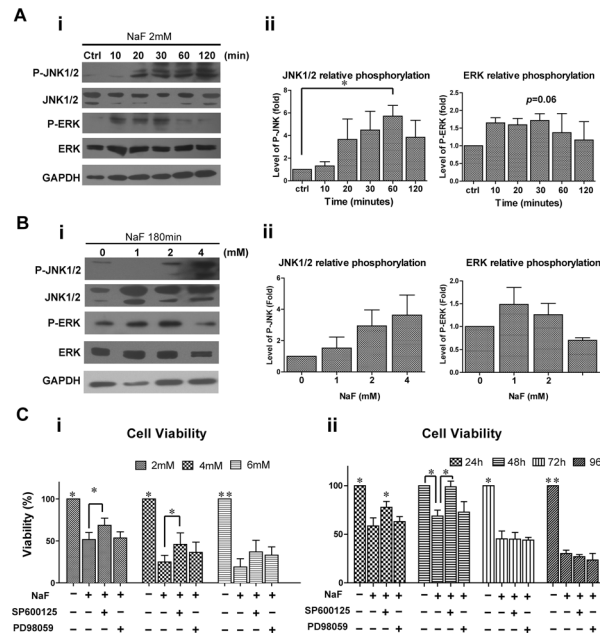 A
i
NaF 2mM
Ctrl 10 20 30 60 120 (min)
P-JNK1/2
JNK1/2
P-ERK
ERK
GAPDH
ii
JNK1/2 relative phosphorylation
*
Level of P-JNK (fold)
8
6
4
2
0
ctrl 10 20 30 60 120
Time (minutes)
ERK relative phosphorylation
p=0.06
Level of P-ERK (fold)
2.5
2.0
1.5
1.0
0.5
0.0
ctrl 10 20 30 60 120
Time (minutes)
B
i
NaF 180min
0 1 2 4 (mM)
P-JNK1/2
JNK1/2
P-ERK
ERK
GAPDH
ii
JNK1/2 relative phosphorylation
Level of P-JNK (Fold)
6
4
2
0
0 1 2 4
NaF (mM)
ERK relative phosphorylation
Level of P-ERK (Fold)
2.0
1.5
1.0
0.5
0.0
0 1 2
NaF (mM)
C
i
Cell Viability
2mM 4mM 6mM
Viability (%)
100
50
0
* * * * **
NaF - + + + - + + + - + + +
SP600125 - - + - - - + - - - + -
PD98059 - - - + - - - + - - - +
ii
Cell Viability
24h 48h 72h 96
100
50
0
* * * * * **
NaF - + + + - + + + - + + + - + + +
SP600125 - - + - - - + - - - + - - - + -
PD98059 - - - + - - - + - - - + - - - +